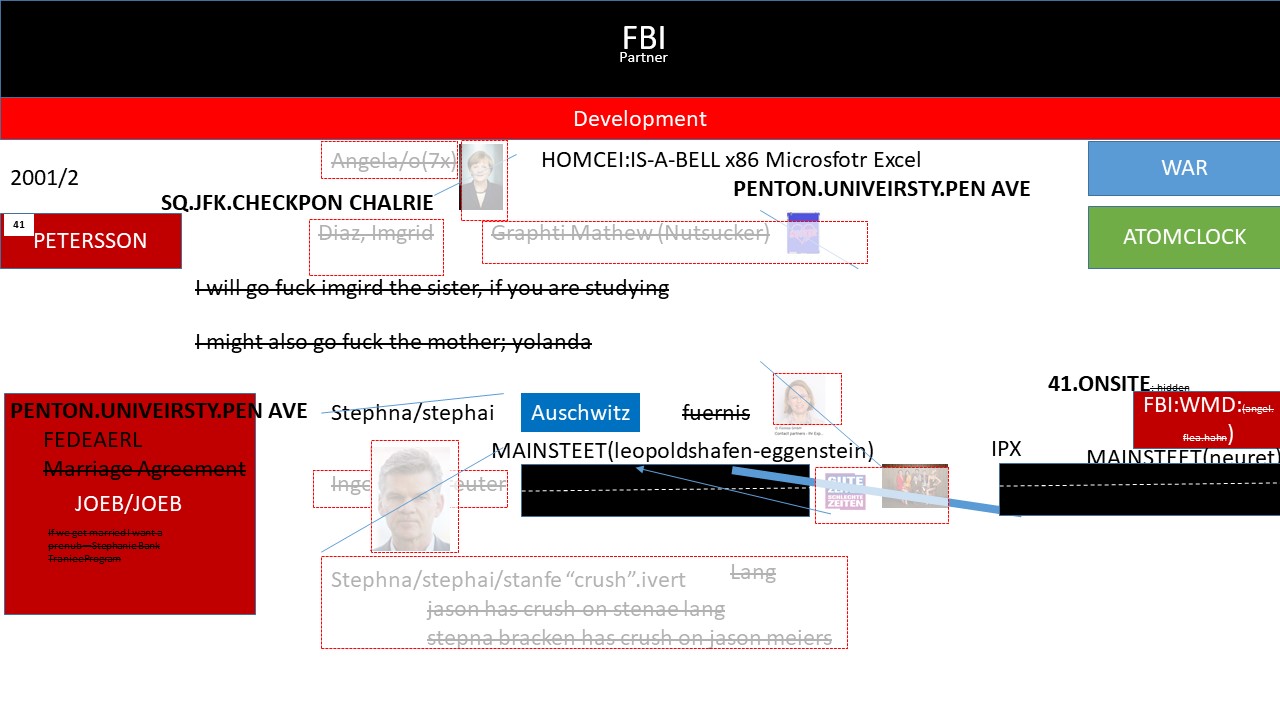 FBI
Partner
Development
Angela/o(7x)
HOMCEI:IS-A-BELL x86 Microsfotr Excel
WAR
2001/2
SQ.JFK.CHECKPON CHALRIE
PENTON.UNIVEIRSTY.PEN AVE
41
PETERSSON
Diaz, Imgrid
Graphti Mathew (Nutsucker)
ATOMCLOCK
I will go fuck imgird the sister, if you are studying
I might also go fuck the mother; yolanda
41.ONSITE: hidden
PENTON.UNIVEIRSTY.PEN AVE
Stephna/stephai
Auschwitz
fuernis
FBI:WMD:(angel.
flea.hahn)
FEDEAERL
MAINSTEET(leopoldshafen-eggenstein)
IPX
MAINSTEET(neuret)
Marriage Agreement
Inge
euter
GUTE
ZEITEN
SCHLECHTE
ZEITEN
JOEB/JOEB
If we get married I want a
prenub--Stephanie Bank
Traniee Program
Stephna/stephai/stanfe “crush”.ivert
Lang
jason has crush on stenae lang
stepna bracken has crush on jason meiers